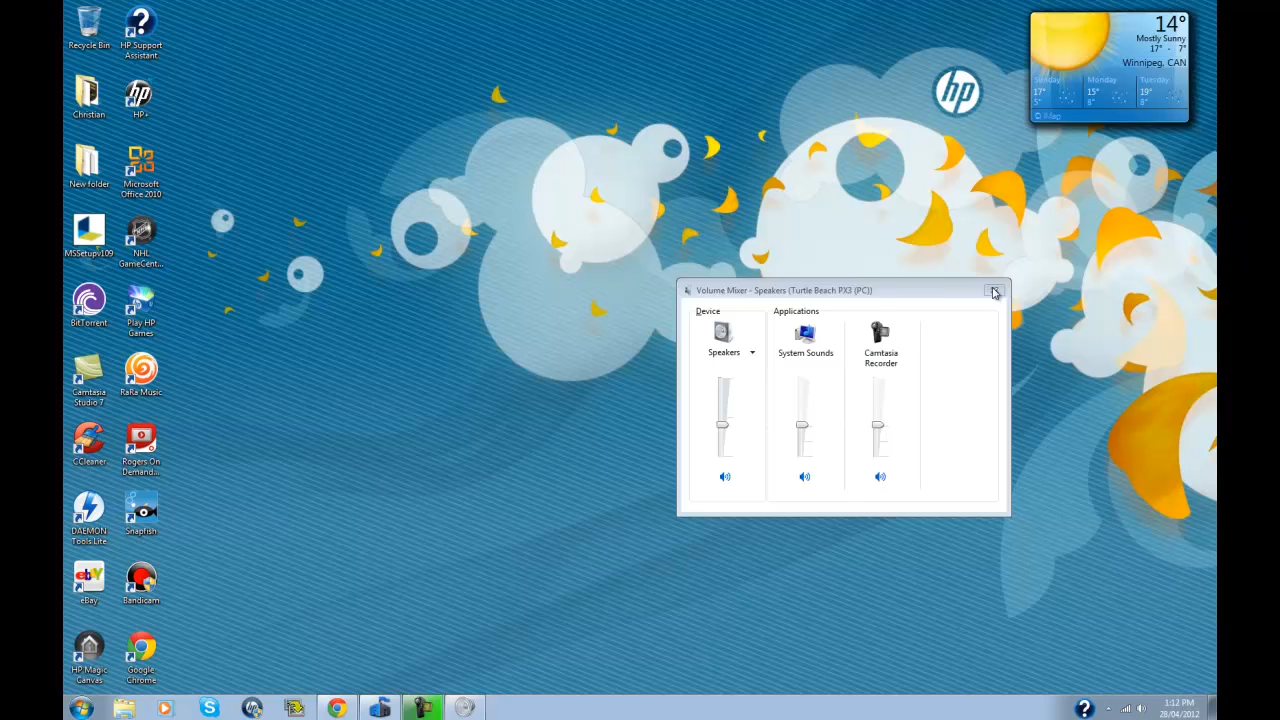 Recycle Bin
HP Support
Assistant
Christian
HP+
New folder
Microsoft
Office 2010
MSSetupv109
NHL
GameCent...
BitTorrent
Play HP
Games
Camtasia
Studio 7
RaRa Music
CCleaner
Rogers On
Demand...
DAEMON
Tools Lite
Snapfish
eBay
Bandicam
HP Magic
Canvas
Google
Chrome
hp
14°
Mostly Sunny
17° - 7°
Winnipeg, CAN
Sunday
Monday
Tuesday
17°
15°
19°
5°
8°
8°
© iMap
Volume Mixer - Speakers (Turtle Beach PX3 (PC))
Device
Applications
Speakers
System Sounds
Camtasia
Recorder
1:12 PM
28/04/2012